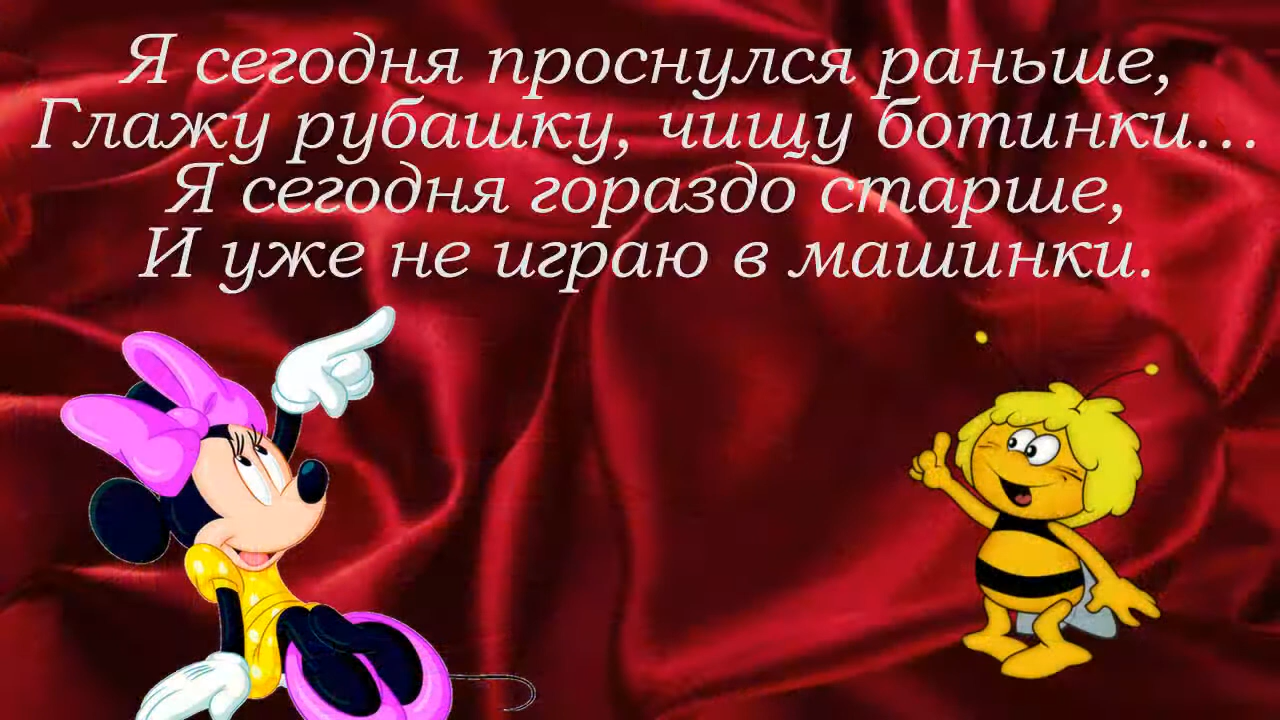 Я сегодня проснулся раньше,
Глажу рубашку, чищу ботинки...
Я сегодня гораздо старше,
И уже не играю в машинки.